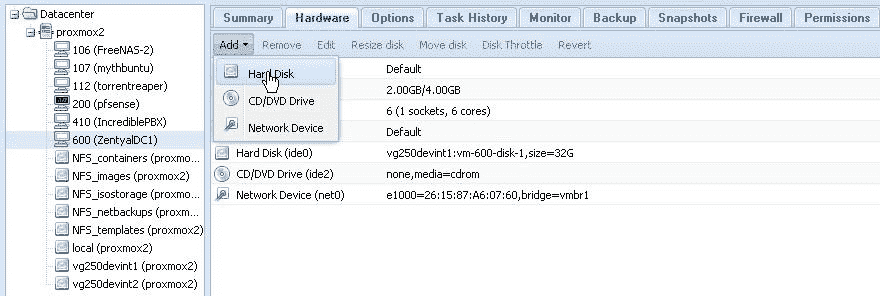 Datacenter
proxmox2
106 (FreeNAS-2)
107 (mythbuntu)
112 (torrentreaper)
200 (pfsense)
410 (IncrediblePBX)
600 (ZentyalDC1)
NFS_containers (proxmo...
NFS_images (proxmox2)
NFS_isostorage (proxmo...
NFS_netbackups (proxmo...
NFS_templates (proxmox2)
local (proxmox2)
vg250devint1 (proxmox2)
vg250devint2 (proxmox2)
Summary Hardware Options Task History Monitor Backup Snapshots Firewall Permissions
Add Remove Edit Resize disk Move disk Disk Throttle Revert
Hard Disk
CD/DVD Drive
Network Device
Default
2.00GB/4.00GB
6 (1 sockets, 6 cores)
Default
Hard Disk (ide0) vg250devint1:vm-600-disk-1,size=32G
CD/DVD Drive (ide2) none,media=cdrom
Network Device (net0) e1000=26:15:87:A6:07:60,bridge=vmbr1